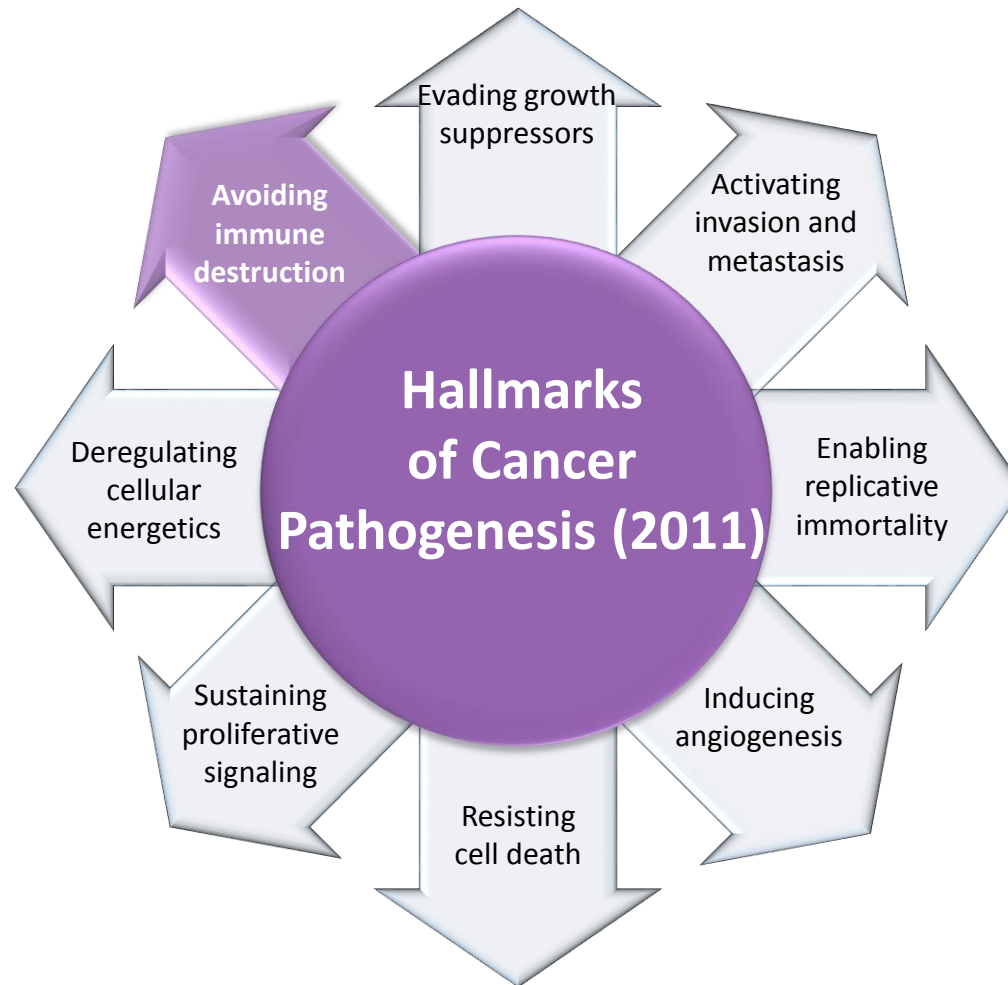 Evading growth
suppressors
Activating
invasion and
metastasis
Enabling
replicative
immortality
Inducing
angiogenesis
Resisting
cell death
Sustaining
proliferative
signaling
Deregulating
cellular
energetics
Avoiding
immune
destruction
Hallmarks
of Cancer
Pathogenesis (2011)